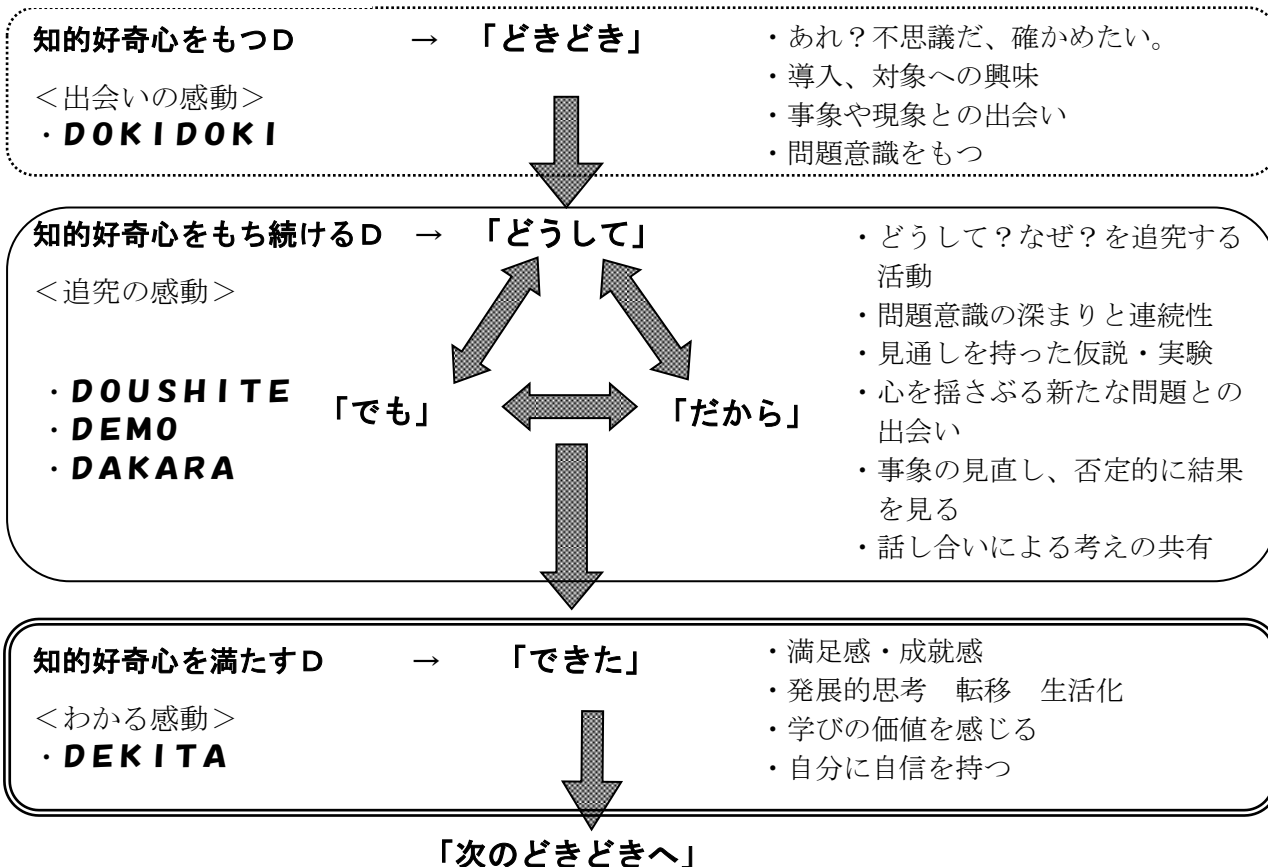 知的好奇心をもつD → 「どきどき」
＜出会いの感動＞
・DOKIDOKI
・あれ？不思議だ、確かめたい。
・導入、対象への興味
・事象や現象との出会い
・問題意識をもつ
知的好奇心をもち続けるD → 「どうして」
＜追究の感動＞
・DOUSHITE
・DEMO
・DAKARA
「でも」
「だから」
・どうして？なぜ？を追究する
活動
・問題意識の深まりと連続性
・見通しを持った仮説・実験
・心を揺さぶる新たな問題との
出会い
・事象の見直し、否定的に結果
を見る
・話し合いによる考えの共有
知的好奇心を満たすD → 「できた」
＜わかる感動＞
・DEKITA
・満足感・成就感
・発展的思考　転移　生活化
・学びの価値を感じる
・自分に自信を持つ
「次のどきどきへ」